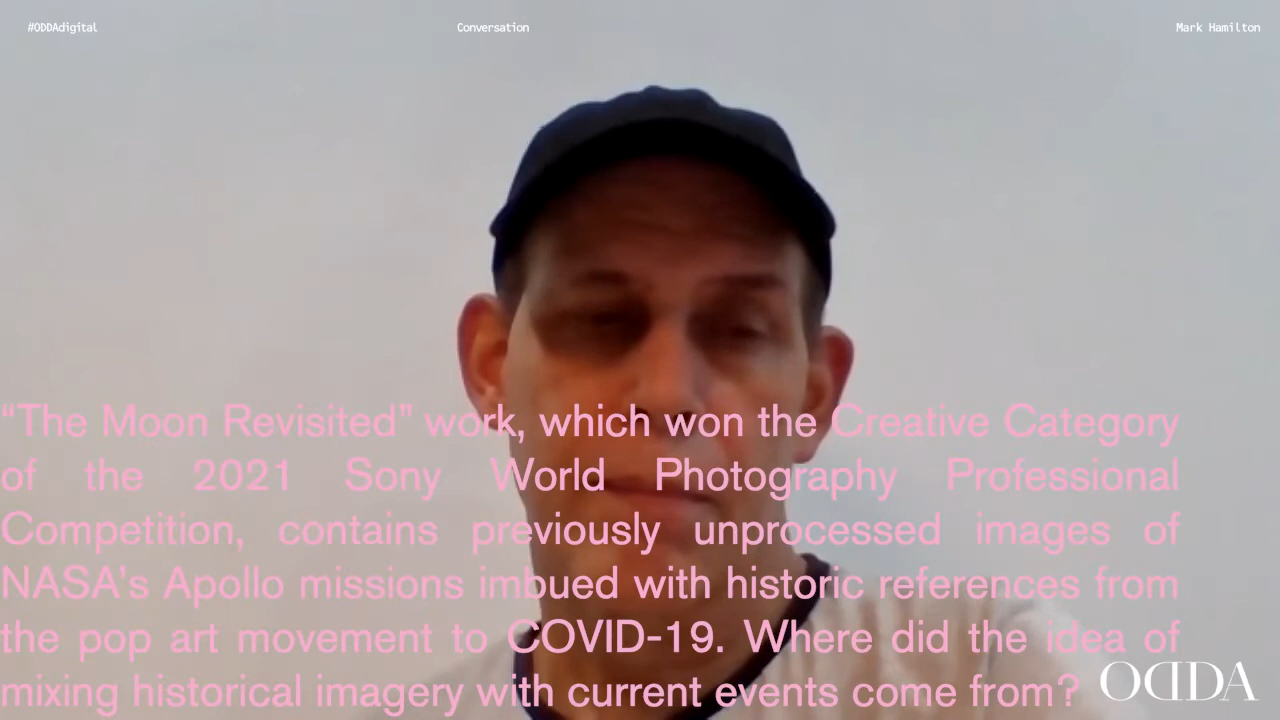 #ODDAdigital
Conversation
Mark Hamilton
“The Moon Revisited” work, which won the Creative Category
of the 2021 Sony World Photography Professional
Competition, contains previously unprocessed images of
NASA’s Apollo missions imbued with historic references from
the pop art movement to COVID-19. Where did the idea of
mixing historical imagery with current events come from?
ODDA